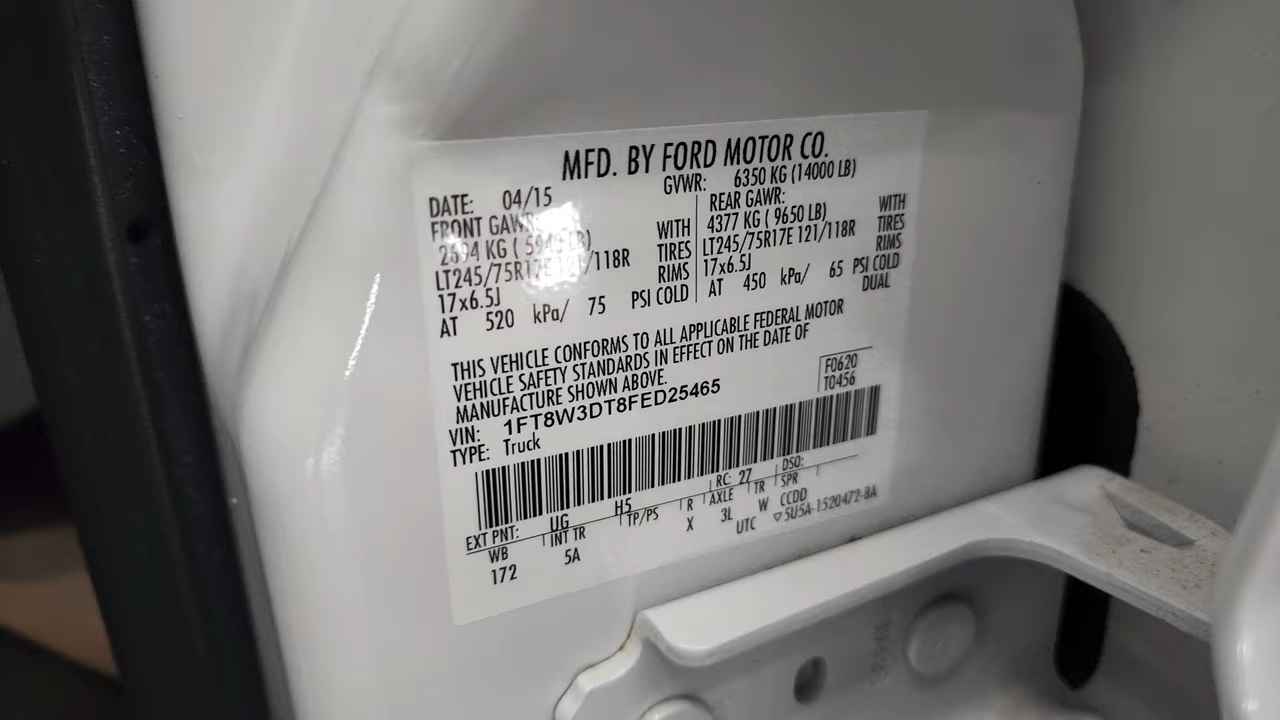 MFD. BY FORD MOTOR CO.
DATE: 04/15 GVWR: 6350 KG (14000 LB)
FRONT GAWR: REAR GAWR:
2694 KG ( 5940 LB) WITH 4377 KG ( 9650 LB) WITH
LT245/75R17E 121/118R TIRES LT245/75R17E 121/118R TIRES
17x6.5J RIMS 17x6.5J RIMS
AT 520 kPa/ 75 PSI COLD AT 450 kPa/ 65 PSI COLD
DUAL
THIS VEHICLE CONFORMS TO ALL APPLICABLE FEDERAL MOTOR
VEHICLE SAFETY STANDARDS IN EFFECT ON THE DATE OF
MANUFACTURE SHOWN ABOVE.
F0620
T0456
VIN: 1FT8W3DT8FED25465
TYPE: Truck
EXT PNT: UG H5 RC: 27 DSO:
WB INT TR TP/PS R AXLE TR SPR
172 5A X 3L W CCDD
UTC ▽5U5A-1520472-BA